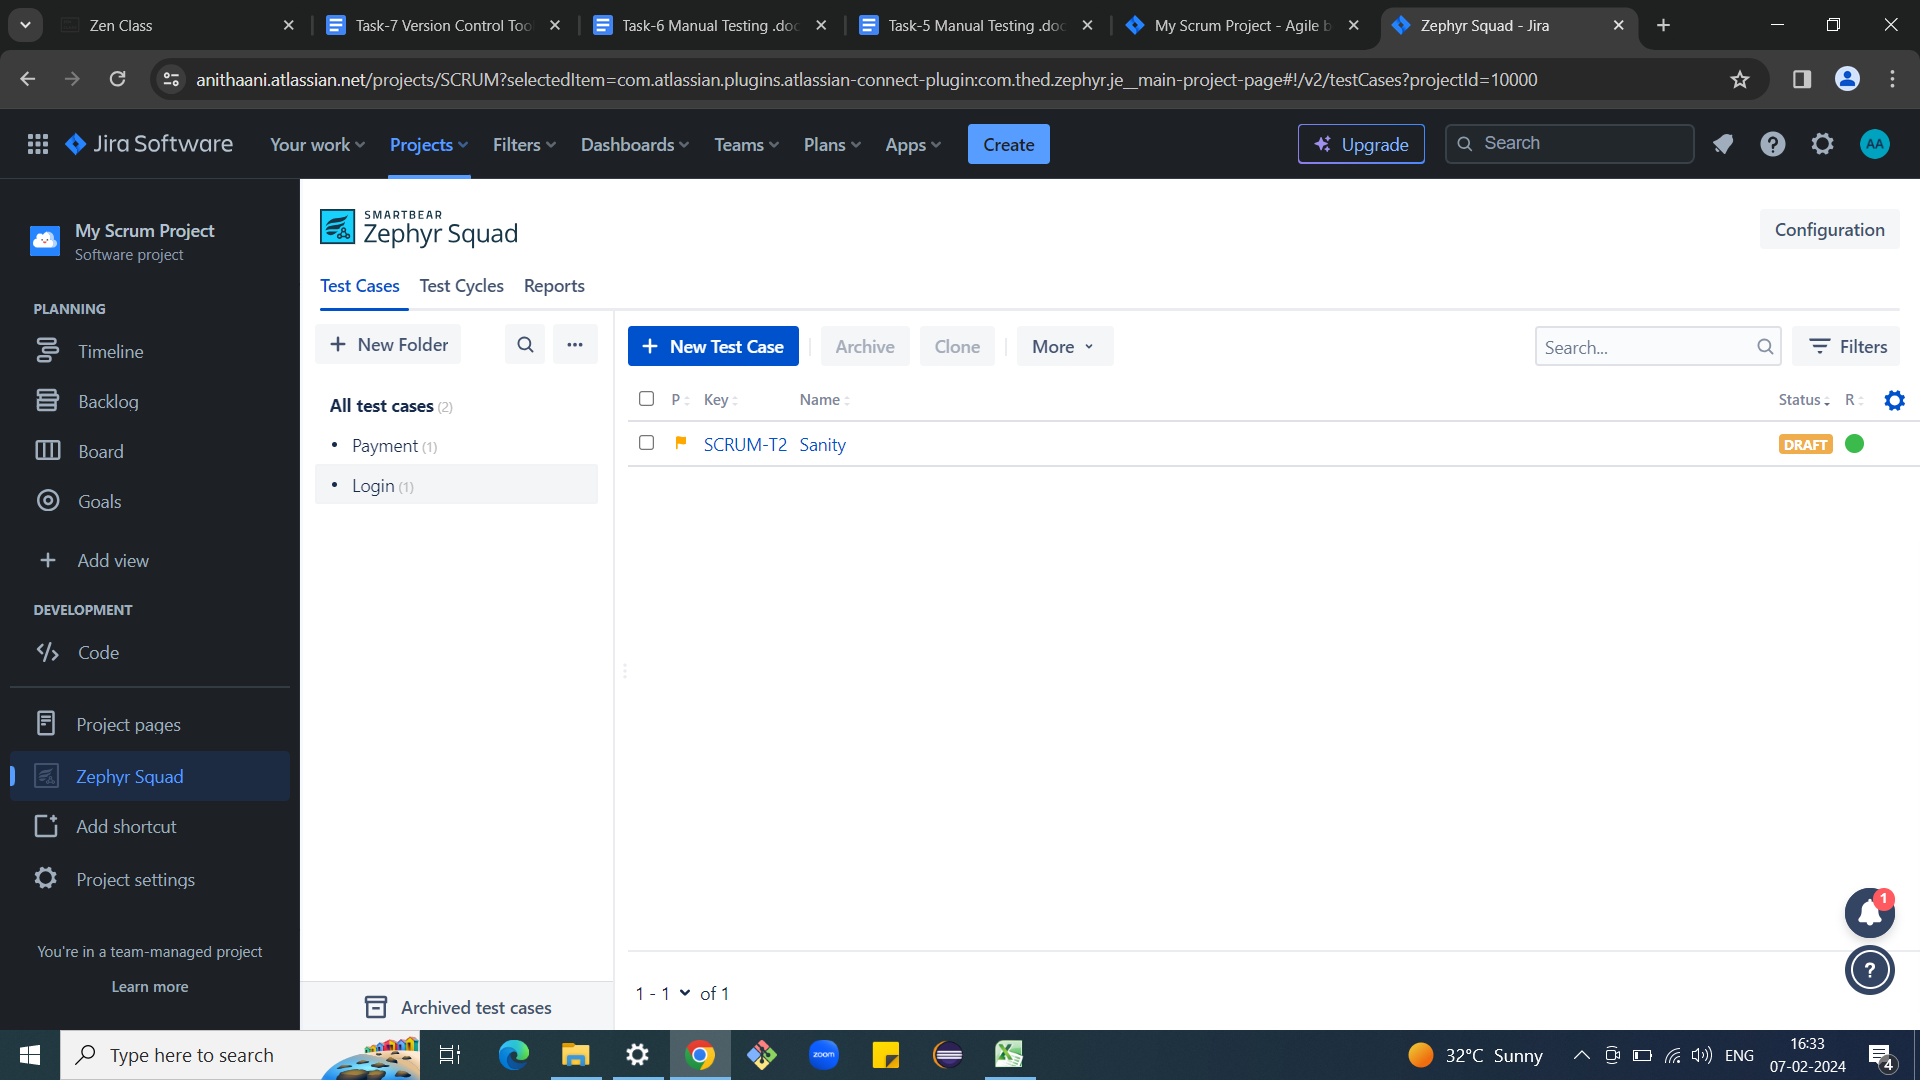 Zen Class
Task-7 Version Control Too
Task-6 Manual Testing .doc
Task-5 Manual Testing .doc
My Scrum Project - Agile b
Zephyr Squad - Jira
anithaani.atlassian.net/projects/SCRUM?selectedItem=com.atlassian.plugins.atlassian-connect-plugin:com.thed.zephyr.je__main-project-page#!/v2/testCases?projectId=10000
Jira Software
Your work
Projects
Filters
Dashboards
Teams
Plans
Apps
Create
Upgrade
Search
AA
My Scrum Project
Software project
PLANNING
Timeline
Backlog
Board
Goals
Add view
DEVELOPMENT
Code
Project pages
Zephyr Squad
Add shortcut
Project settings
You're in a team-managed project
Learn more
SMARTBEAR
Zephyr Squad
Configuration
Test Cases
Test Cycles
Reports
+ New Folder
...
All test cases (2)
• Payment (1)
• Login (1)
Archived test cases
+ New Test Case
Archive
Clone
More
Search...
Filters
P
Key
Name
Status
R
SCRUM-T2
Sanity
DRAFT
1 - 1 of 1
1
?
Type here to search
zoom
32°C Sunny
ENG
16:33
07-02-2024
4